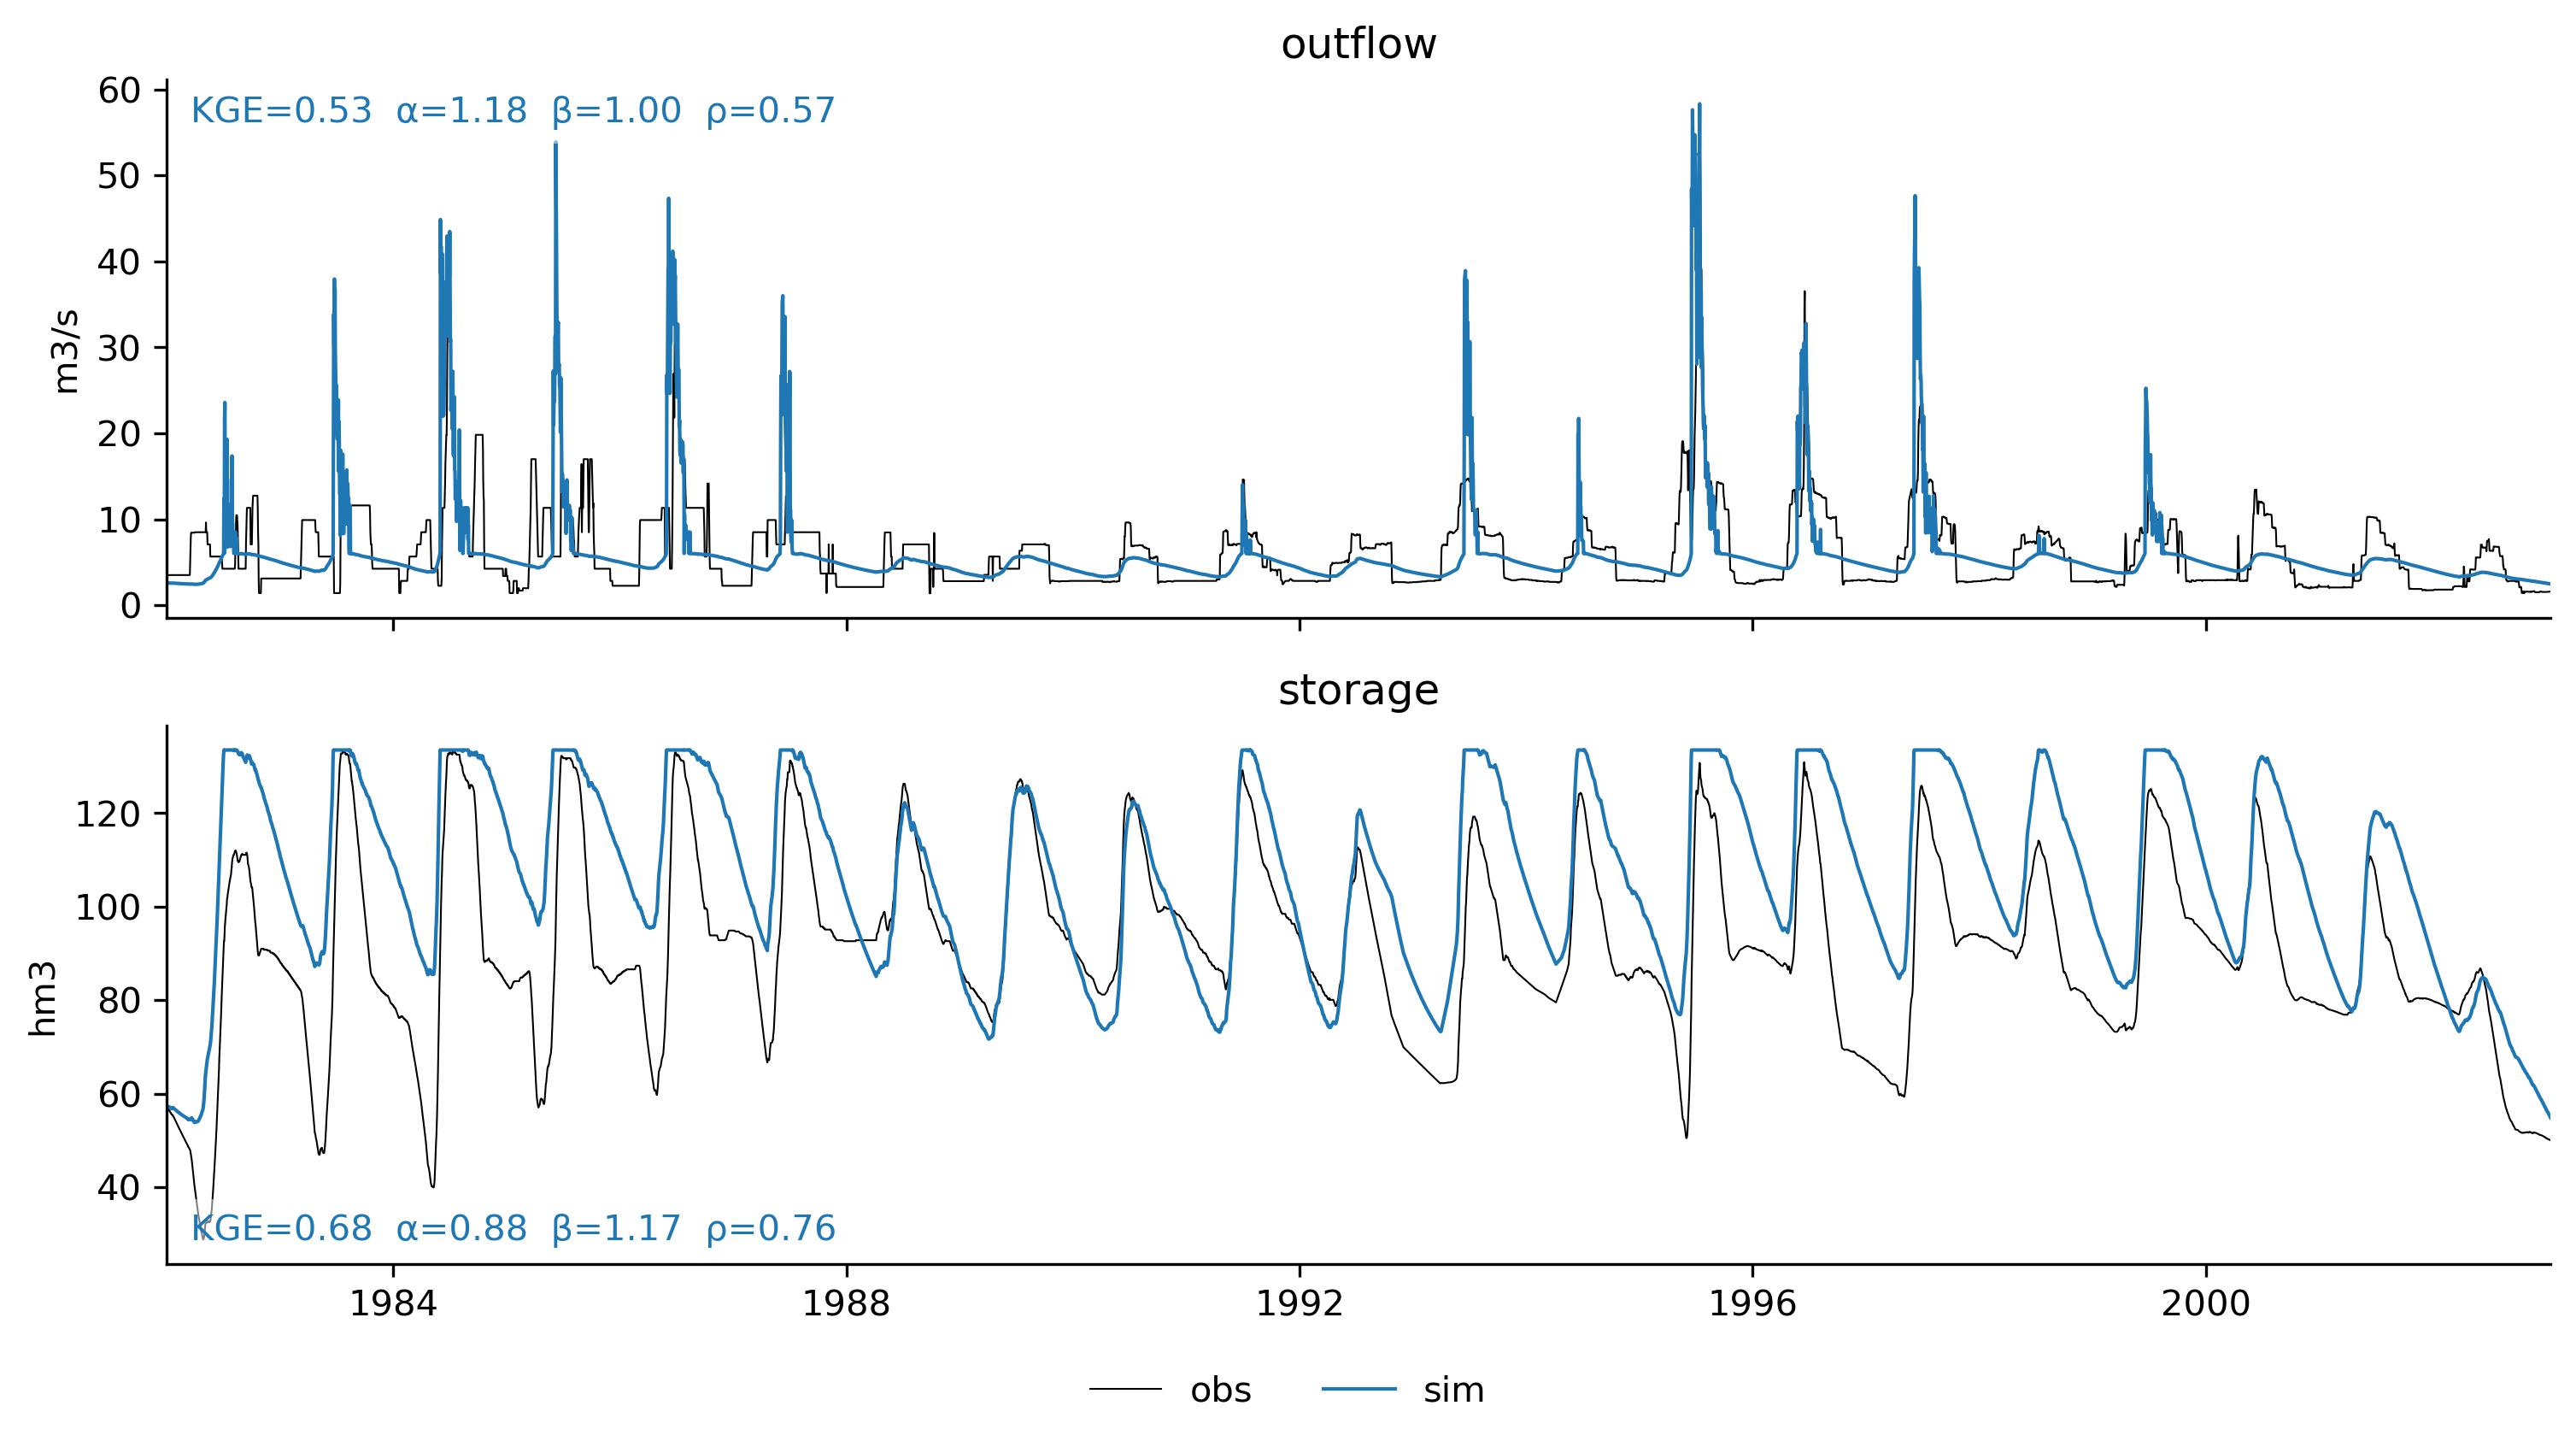 outflow
60
KGE=0.53 α=1.18 β=1.00 ρ=0.57
50
40
m3/s
30
20
10
0
storage
120
100
hm3
80
60
40
KGE=0.68 α=0.88 β=1.17 ρ=0.76
1984 1988 1992 1996 2000
obs sim